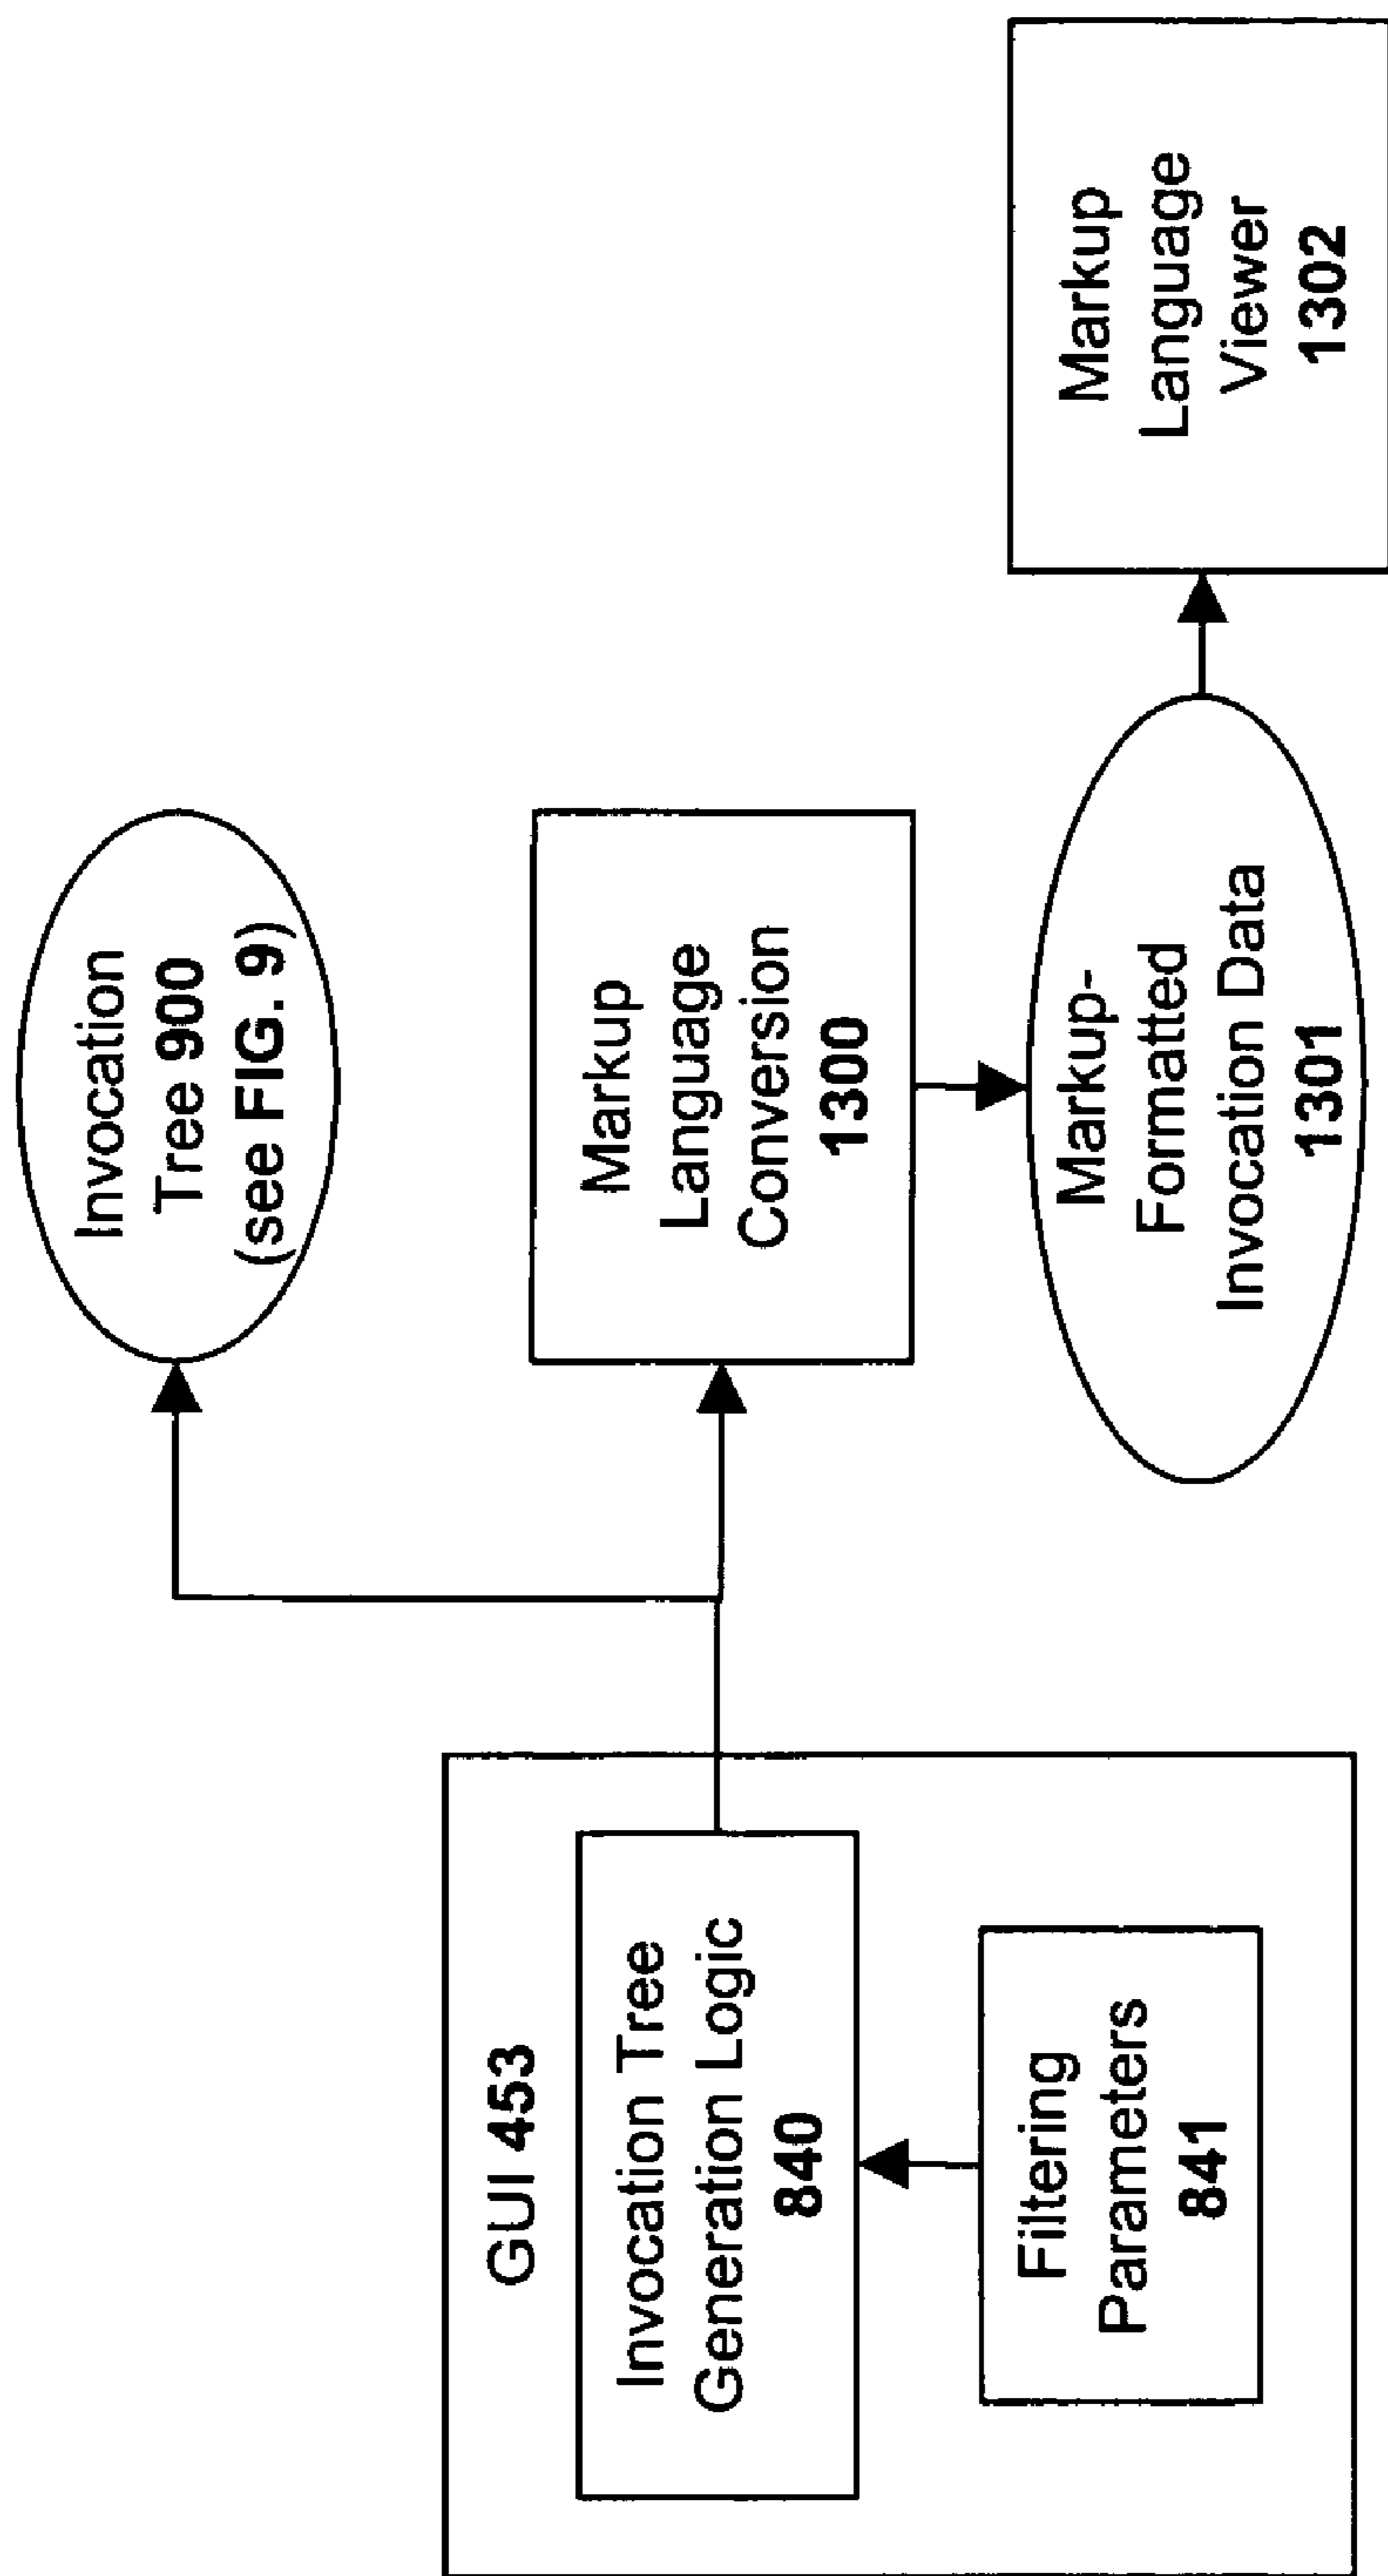 GUI 453
Invocation Tree
Generation Logic
840
Filtering
Parameters
841
Invocation
Tree 900
(see FIG. 9)
Markup
Language
Conversion
1300
Markup-
Formatted
Invocation Data
1301
Markup
Language
Viewer
1302